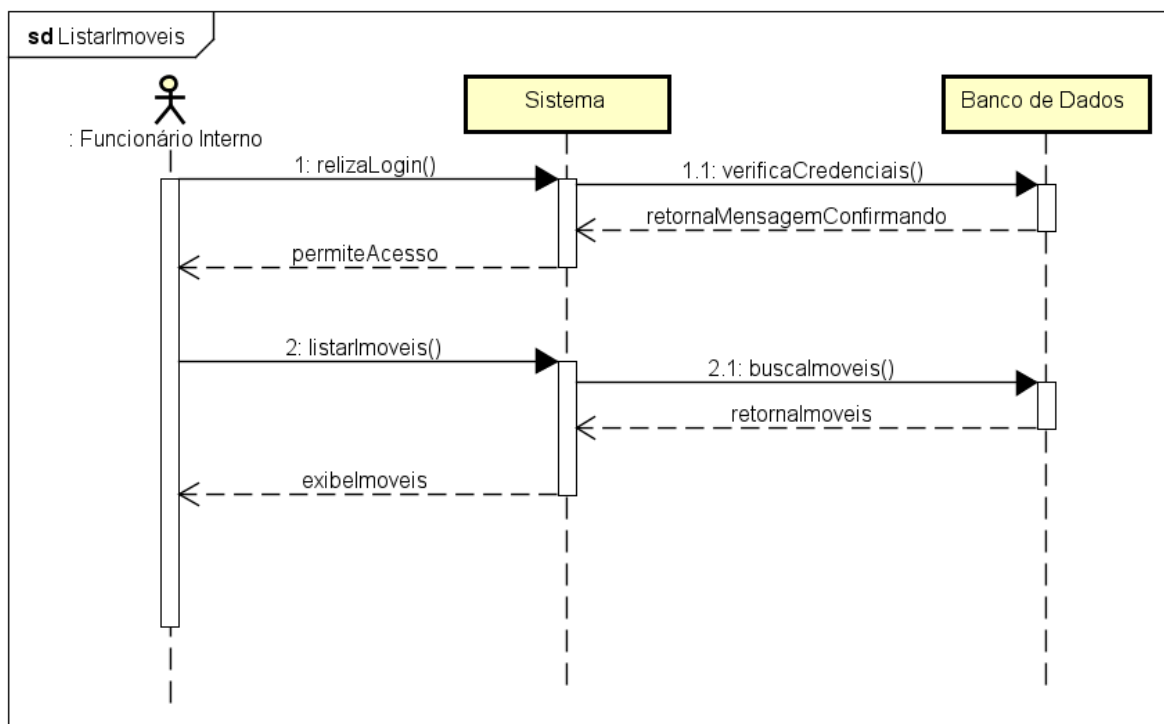 sd ListarImoveis
Sistema
Banco de Dados
: Funcionário Interno
1: relizaLogin()
1.1: verificaCredenciais()
retornaMensagemConfirmando
permiteAcesso
2: listarImoveis()
2.1: buscaImoveis()
retornaImoveis
exibeImoveis